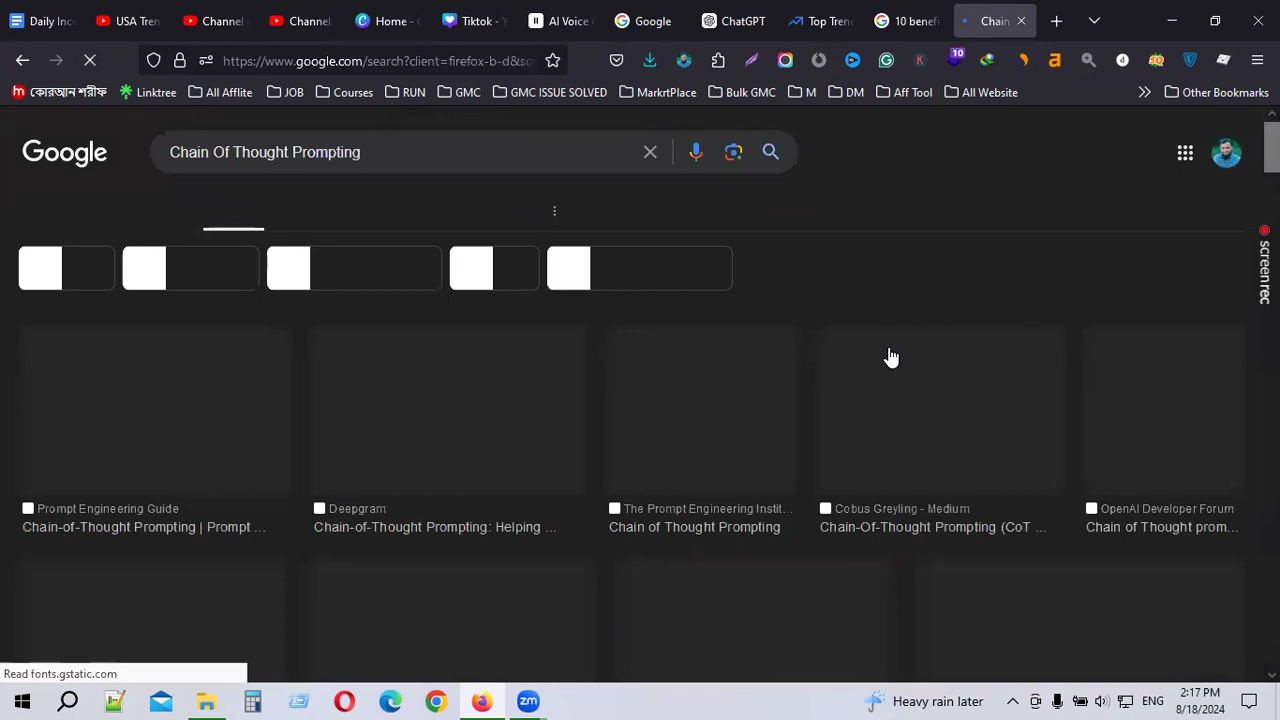 Daily Inc
USA Tren
Channel
Channel
Home -
Tiktok - Y
AI Voice (
Google
ChatGPT
Top Tren
10 benefi
Chain
https://www.google.com/search?client=firefox-b-d&sc
10
কোরআন শরীফ
Linktree
All Afflite
JOB
Courses
RUN
GMC
GMC ISSUE SOLVED
MarkrtPlace
Bulk GMC
M
DM
Aff Tool
All Website
Other Bookmarks
Google
Chain Of Thought Prompting
screenrec
Prompt Engineering Guide
Chain-of-Thought Prompting | Prompt ...
Deepgram
Chain-of-Thought Prompting: Helping ...
The Prompt Engineering Instit...
Chain of Thought Prompting
Cobus Greyling - Medium
Chain-Of-Thought Prompting (CoT ...
OpenAI Developer Forum
Chain of Thought prom...
Read fonts.gstatic.com
zm
Heavy rain later
ENG
2:17 PM
8/18/2024